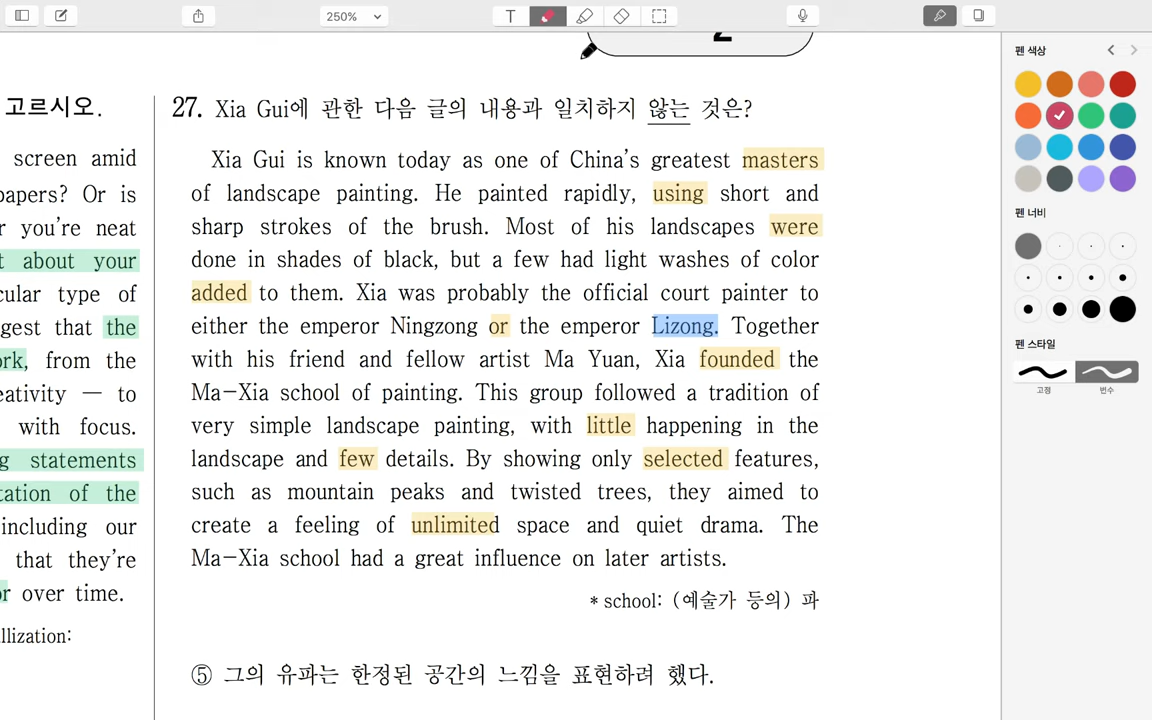 250%
T
2
펜 색상
고르시오.
27. Xia Gui에 관한 다음 글의 내용과 일치하지 않는 것은?
screen amid
papers? Or is
r you're neat
t about your
cular type of
gest that the
ork, from the
eativity — to
with focus.
g statements
tation of the
including our
that they're
or over time.
llization:
Xia Gui is known today as one of China's greatest masters
of landscape painting. He painted rapidly, using short and
sharp strokes of the brush. Most of his landscapes were
done in shades of black, but a few had light washes of color
added to them. Xia was probably the official court painter to
either the emperor Ningzong or the emperor Lizong. Together
with his friend and fellow artist Ma Yuan, Xia founded the
Ma-Xia school of painting. This group followed a tradition of
very simple landscape painting, with little happening in the
landscape and few details. By showing only selected features,
such as mountain peaks and twisted trees, they aimed to
create a feeling of unlimited space and quiet drama. The
Ma-Xia school had a great influence on later artists.
* school: (예술가 등의) 파
⑤ 그의 유파는 한정된 공간의 느낌을 표현하려 했다.
펜 너비
펜 스타일
고정
변수